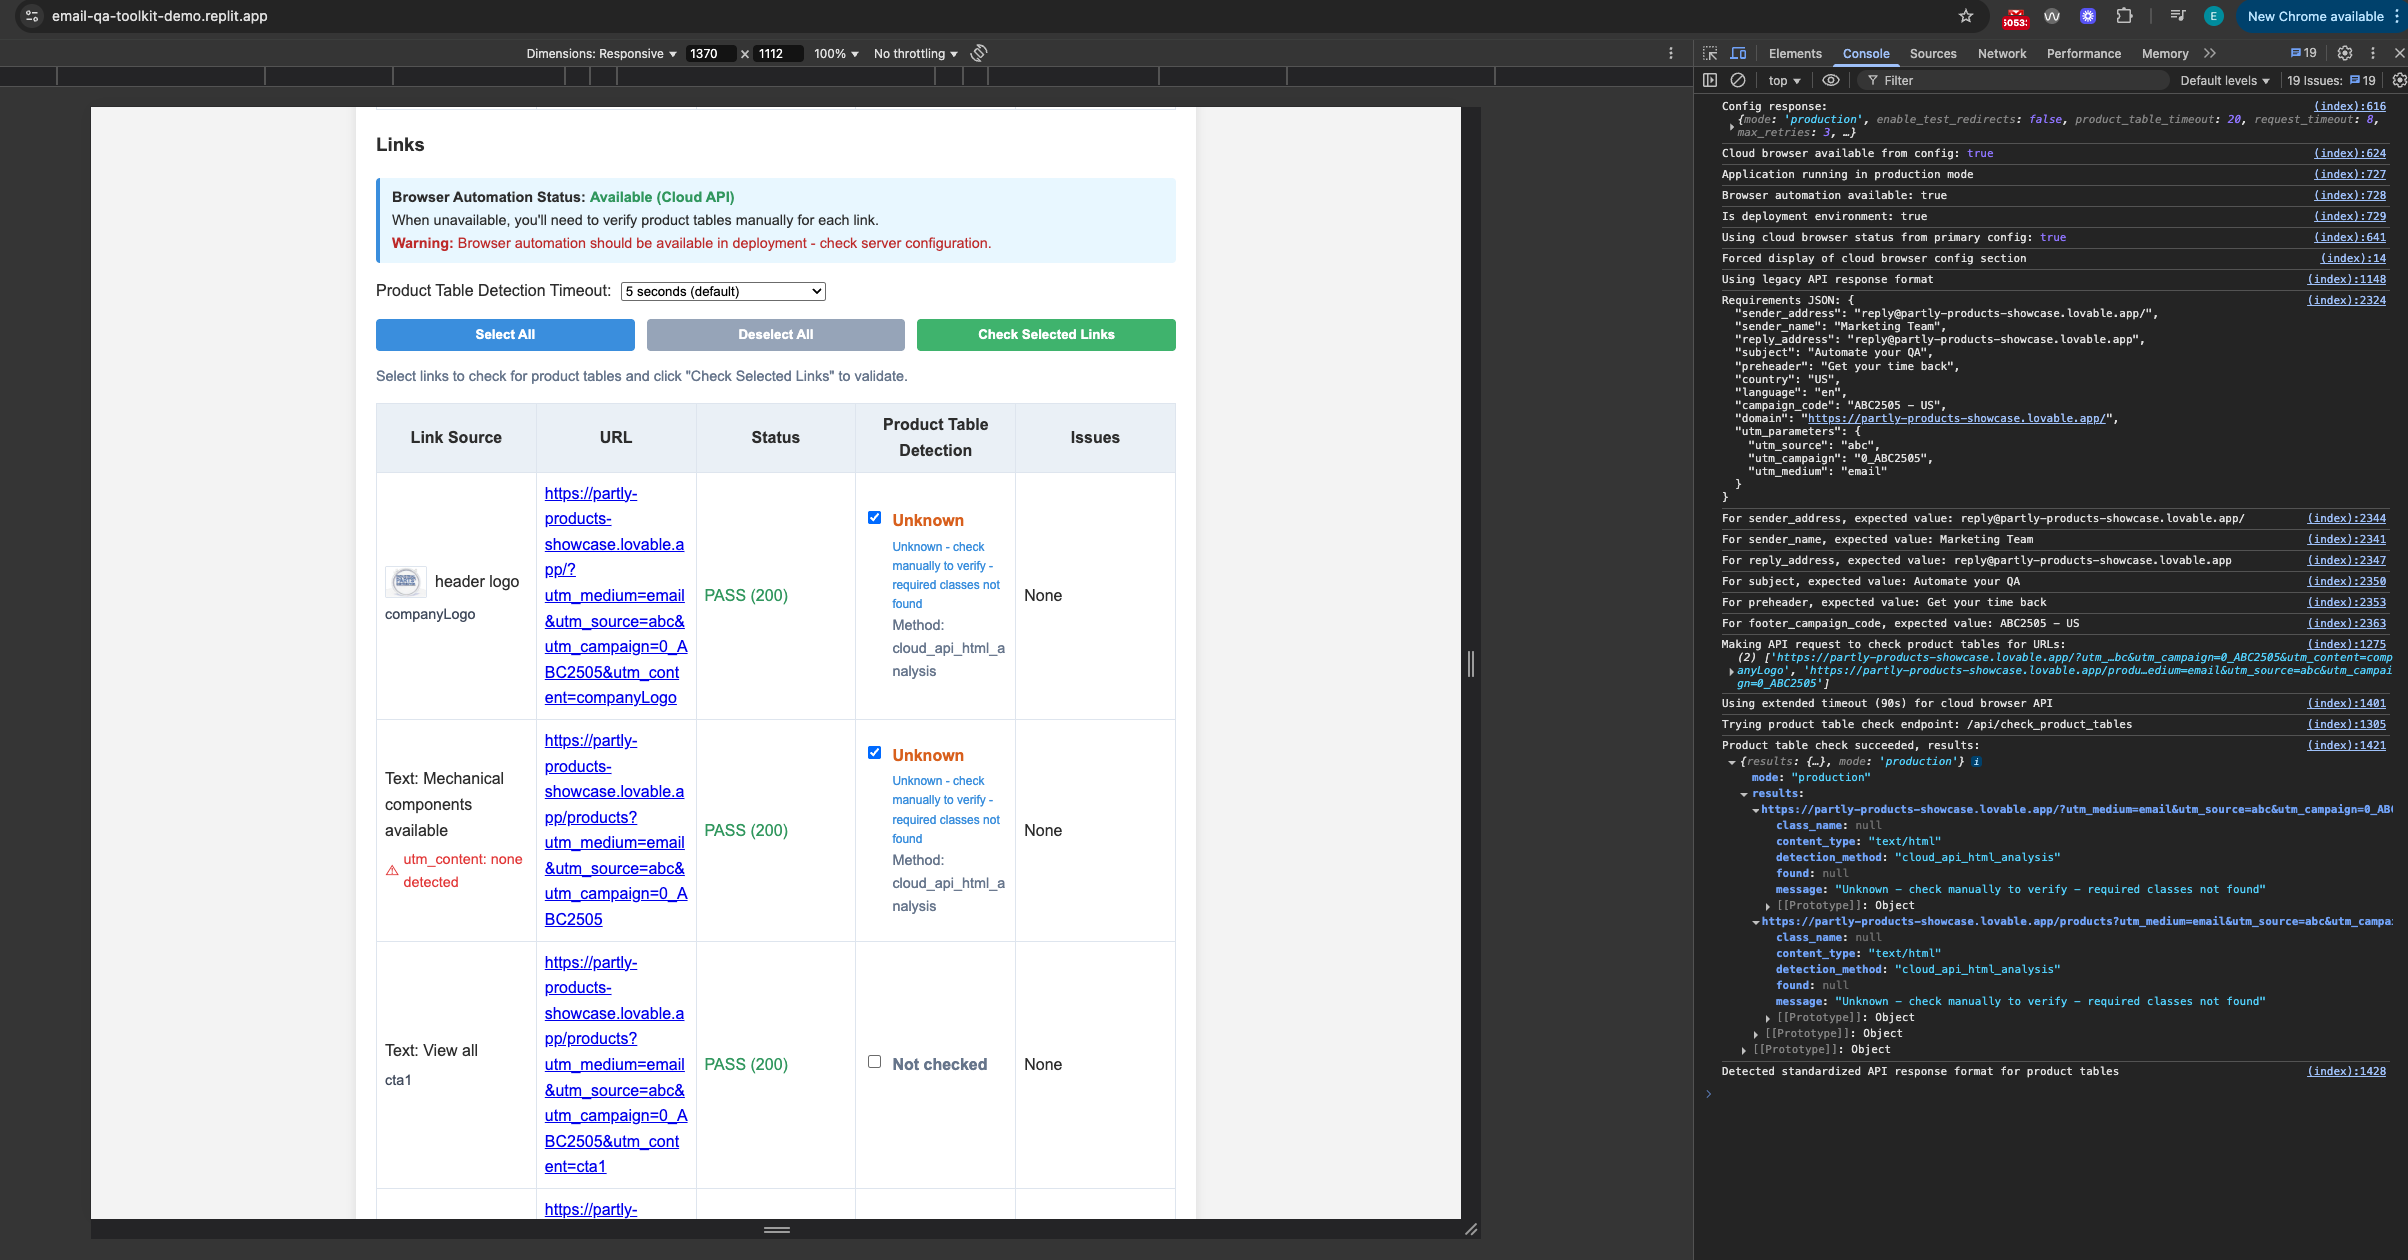 email-qa-toolkit-demo.replit.app
New Chrome available
Dimensions: Responsive
1370 x 1112
100%
No throttling
Links
Browser Automation Status: Available (Cloud API)
When unavailable, you'll need to verify product tables manually for each link.
Warning: Browser automation should be available in deployment - check server configuration.
Product Table Detection Timeout: 5 seconds (default)
Select All
Deselect All
Check Selected Links
Select links to check for product tables and click "Check Selected Links" to validate.
Link Source
URL
Status
Product Table
Detection
Issues
header logo
companyLogo
https://partly-
products-
showcase.lovable.a
pp/?
utm_medium=email
&utm_source=abc&
utm_campaign=0_A
BC2505&utm_cont
ent=companyLogo
PASS (200)
Unknown
Unknown - check
manually to verify -
required classes not
found
Method:
cloud_api_html_a
nalysis
None
Text: Mechanical
components
available
utm_content: none
detected
https://partly-
products-
showcase.lovable.a
pp/products?
utm_medium=email
&utm_source=abc&
utm_campaign=0_A
BC2505
PASS (200)
Unknown
Unknown - check
manually to verify -
required classes not
found
Method:
cloud_api_html_a
nalysis
None
Text: View all
cta1
https://partly-
products-
showcase.lovable.a
pp/products?
utm_medium=email
&utm_source=abc&
utm_campaign=0_A
BC2505&utm_cont
ent=cta1
PASS (200)
Not checked
None
https://partly-
Elements
Console
Sources
Network
Performance
Memory
19
top
Filter
Default levels
19 Issues: 19
Config response: (index):616
{mode: 'production', enable_test_redirects: false, product_table_timeout: 20, request_timeout: 8,
max_retries: 3, …}
Cloud browser available from config: true (index):624
Application running in production mode (index):727
Browser automation available: true (index):728
Is deployment environment: true (index):729
Using cloud browser status from primary config: true (index):641
Forced display of cloud browser config section (index):14
Using legacy API response format (index):1148
Requirements JSON: { (index):2324
"sender_address": "reply@partly-products-showcase.lovable.app/",
"sender_name": "Marketing Team",
"reply_address": "reply@partly-products-showcase.lovable.app",
"subject": "Automate your QA",
"preheader": "Get your time back",
"country": "US",
"language": "en",
"campaign_code": "ABC2505 - US",
"domain": "https://partly-products-showcase.lovable.app/",
"utm_parameters": {
"utm_source": "abc",
"utm_campaign": "0_ABC2505",
"utm_medium": "email"
}
}
For sender_address, expected value: reply@partly-products-showcase.lovable.app/ (index):2344
For sender_name, expected value: Marketing Team (index):2341
For reply_address, expected value: reply@partly-products-showcase.lovable.app (index):2347
For subject, expected value: Automate your QA (index):2350
For preheader, expected value: Get your time back (index):2353
For footer_campaign_code, expected value: ABC2505 - US (index):2363
Making API request to check product tables for URLs: (index):1275
(2) ['https://partly-products-showcase.lovable.app/?utm_…bc&utm_campaign=0_ABC2505&utm_content=comp
anyLogo', 'https://partly-products-showcase.lovable.app/produ…edium=email&utm_source=abc&utm_campai
gn=0_ABC2505']
Using extended timeout (90s) for cloud browser API (index):1401
Trying product table check endpoint: /api/check_product_tables (index):1305
Product table check succeeded, results: (index):1421
{results: {…}, mode: 'production'}
mode: "production"
results:
https://partly-products-showcase.lovable.app/?utm_medium=email&utm_source=abc&utm_campaign=0_AB
class_name: null
content_type: "text/html"
detection_method: "cloud_api_html_analysis"
found: null
message: "Unknown - check manually to verify - required classes not found"
[[Prototype]]: Object
https://partly-products-showcase.lovable.app/products?utm_medium=email&utm_source=abc&utm_campa
class_name: null
content_type: "text/html"
detection_method: "cloud_api_html_analysis"
found: null
message: "Unknown - check manually to verify - required classes not found"
[[Prototype]]: Object
[[Prototype]]: Object
[[Prototype]]: Object
Detected standardized API response format for product tables (index):1428